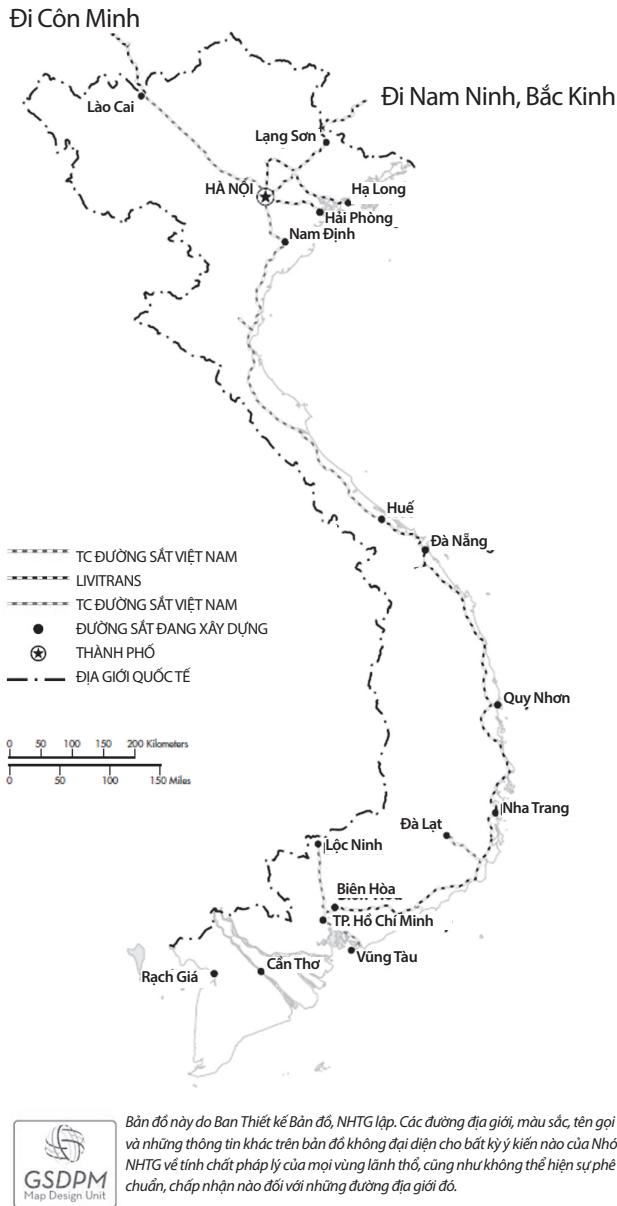 Đi Côn Minh
Đi Nam Ninh, Bắc Kinh
Lào Cai
Lạng Sơn
HÀ NỘI
Hạ Long
Hải Phòng
Nam Định
Huế
Đà Nẵng
TC ĐƯỜNG SẮT VIỆT NAM
LIVITRANS
TC ĐƯỜNG SẮT VIỆT NAM
ĐƯỜNG SẮT ĐANG XÂY DỰNG
THÀNH PHỐ
ĐỊA GIỚI QUỐC TẾ
Quy Nhơn
0 50 100 150 200 Kilometers
0 50 100 150 Miles
Nha Trang
Đà Lạt
Lộc Ninh
Biên Hòa
TP. Hồ Chí Minh
Vũng Tàu
Cần Thơ
Rạch Giá
Bản đồ này do Ban Thiết kế Bản đồ, NHTG lập. Các đường địa giới, màu sắc, tên gọi
và những thông tin khác trên bản đồ không đại diện cho bất kỳ ý kiến nào của Nhó
NHTG về tính chất pháp lý của mọi vùng lãnh thổ, cũng như không thể hiện sự phê
chuẩn, chấp nhận nào đối với những đường địa giới đó.
GSDPM
Map Design Unit